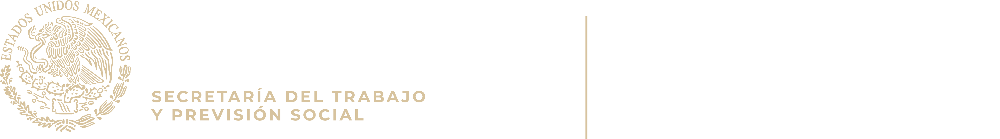 ESTADOS UNIDOS MEXICANOS
SECRETARÍA DEL TRABAJO
Y PREVISIÓN SOCIAL